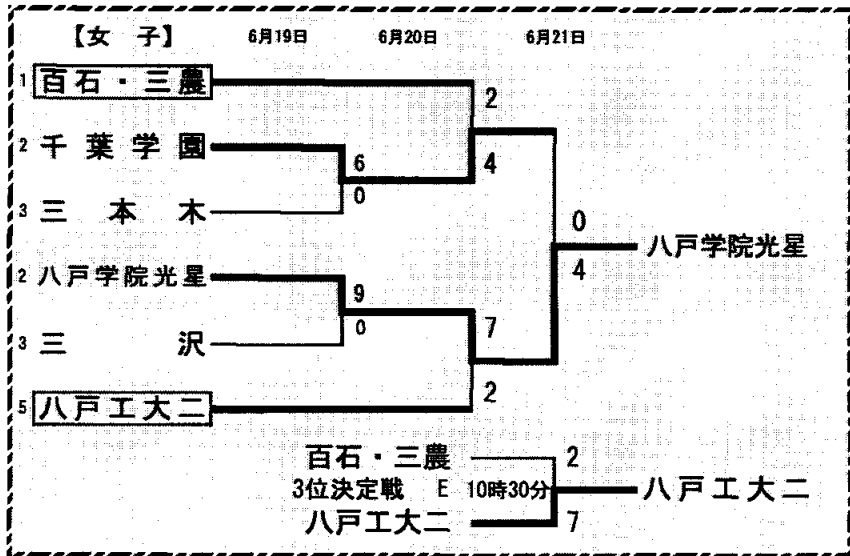 【女 子】 6月19日 6月20日 6月21日
1 百石・三農
2
2 千葉学園
6
4
0
3 三本木
0
八戸学院光星
4
2 八戸学院光星
9
7
0
3 三沢
2
5 八戸工大二
百石・三農 2
3位決定戦 E 10時30分 八戸工大二
八戸工大二 7